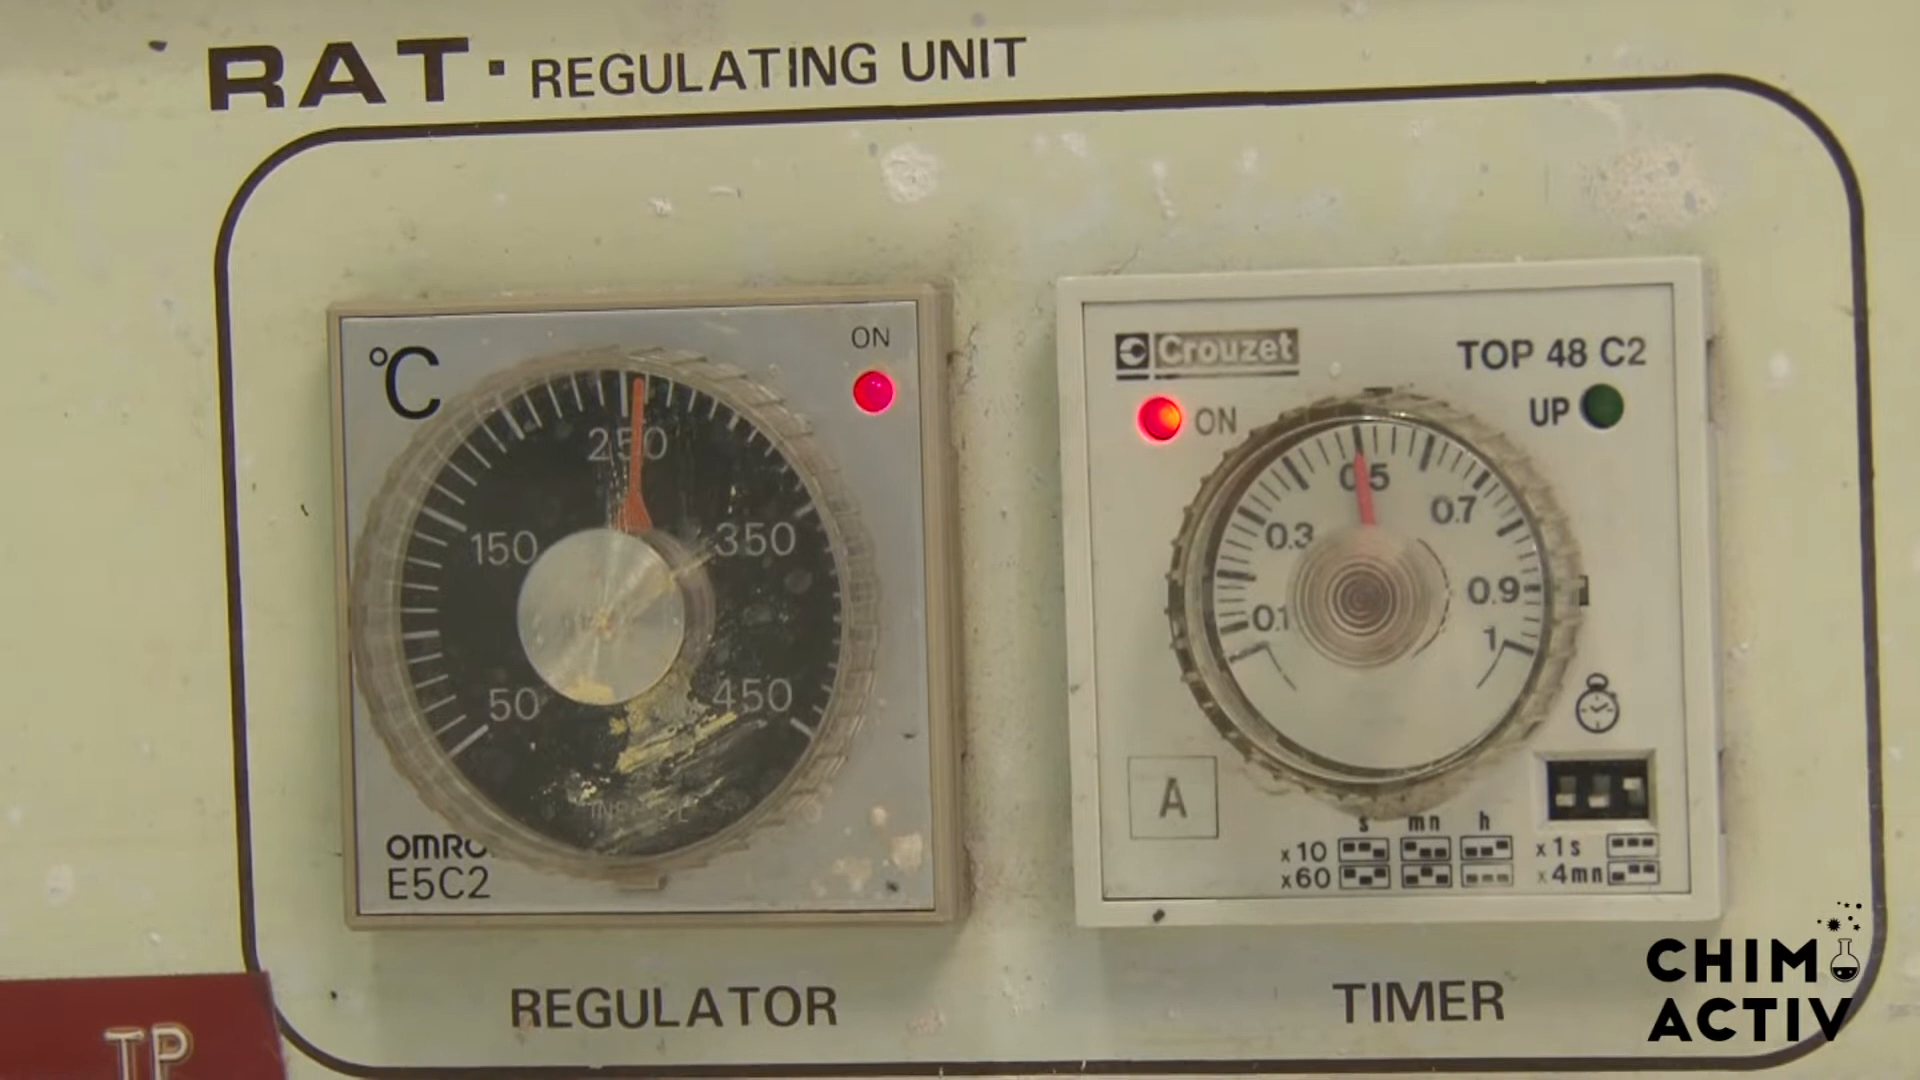 RAT· REGULATING UNIT
°C
ON
250
150
350
50
450
OMRO
E5C2
REGULATOR
Crouzet
TOP 48 C2
ON
UP
0.5
0.3
0.7
0.1
0.9
1
A
s mn h
x10
x60
x1s
x4mn
TIMER
TP
CHIM
ACTIV